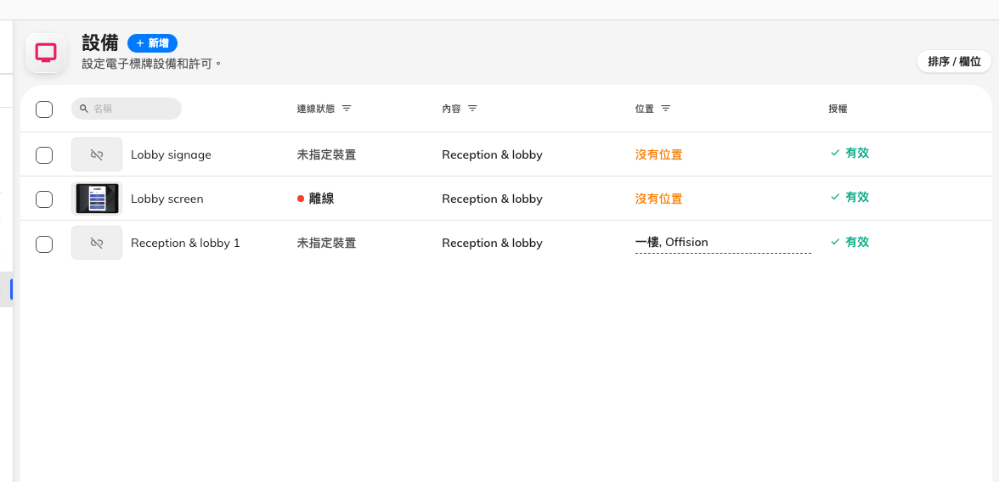 設備
+ 新增
設定電子標牌設備和許可。
排序 / 欄位
名稱
連線狀態
內容
位置
授權
Lobby signage
未指定裝置
Reception & lobby
沒有位置
有效
Lobby screen
離線
Reception & lobby
沒有位置
有效
Reception & lobby 1
未指定裝置
Reception & lobby
一樓, Offision
有效